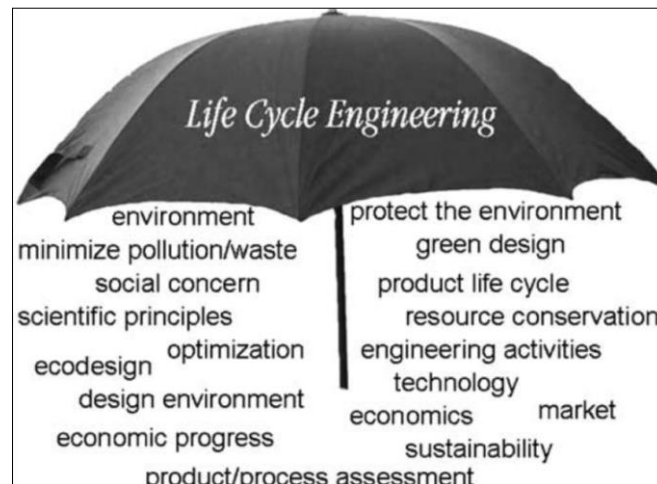 Life Cycle Engineering
environment
protect the environment
minimize pollution/waste
green design
social concern
product life cycle
scientific principles
resource conservation
optimization
engineering activities
ecodesign
technology
design environment
economics
market
economic progress
sustainability
product/process assessment